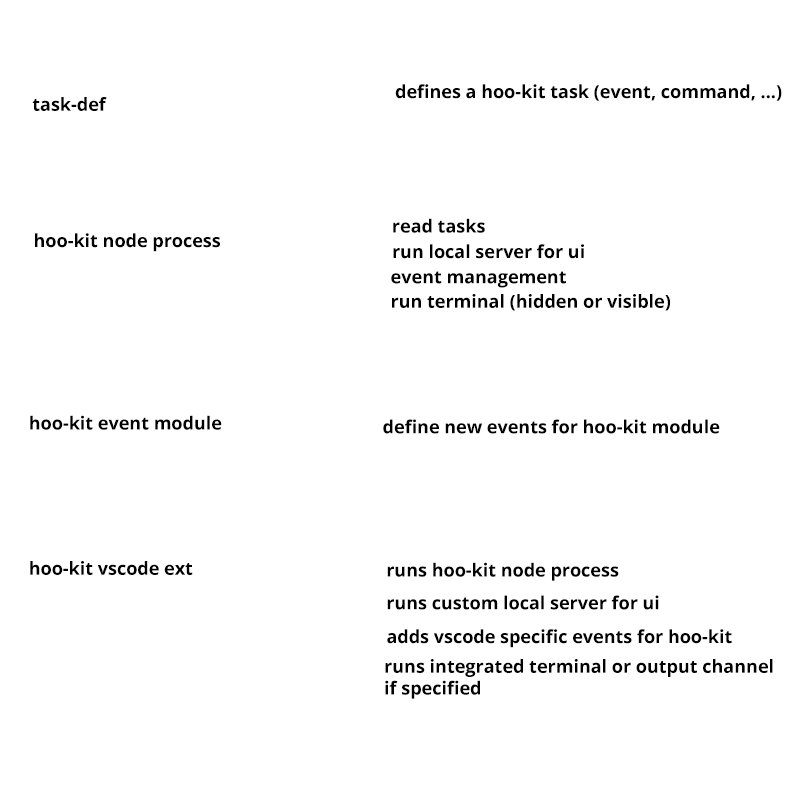 task-def
defines a hoo-kit task (event, command, ...)
hoo-kit node process
read tasks
run local server for ui
event management
run terminal (hidden or visible)
hoo-kit event module
define new events for hoo-kit module
hoo-kit vscode ext
runs hoo-kit node process
runs custom local server for ui
adds vscode specific events for hoo-kit
runs integrated terminal or output channel
if specified